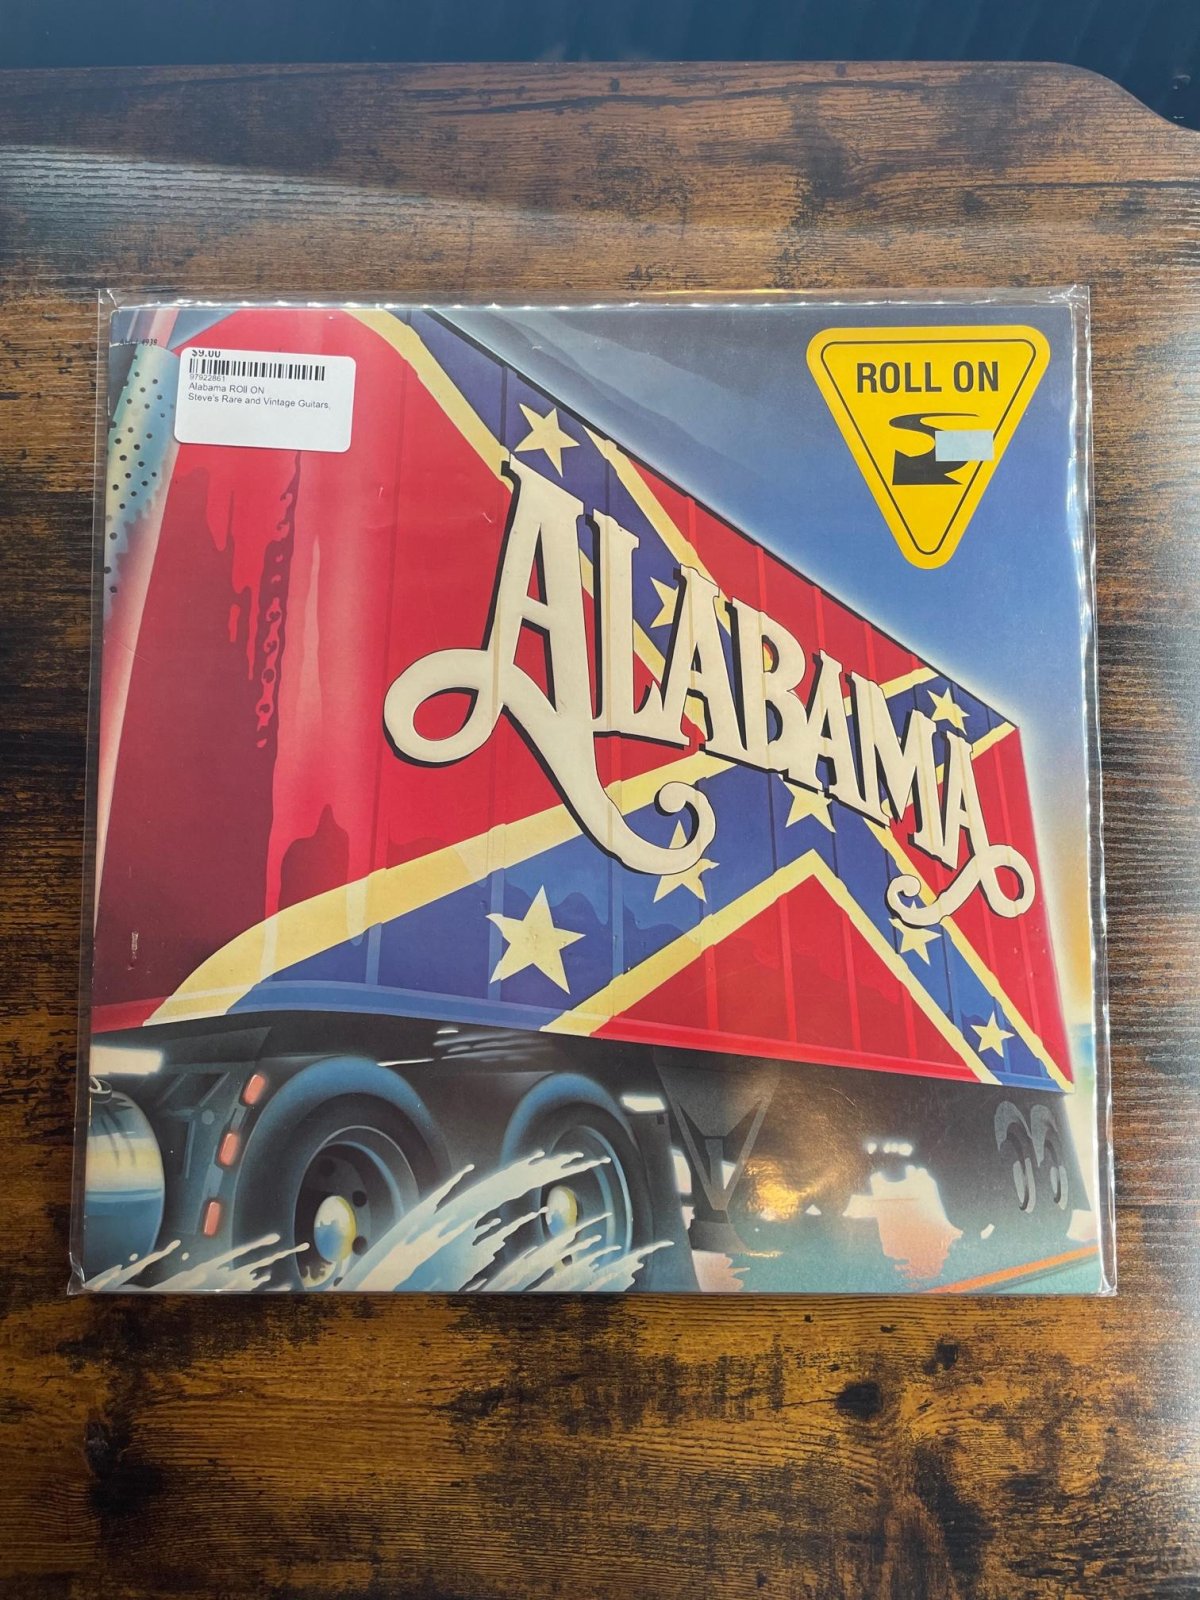 $9.00
97922861
Alabama ROll ON
Steve's Rare and Vintage Guitars,
ROLL ON
ALABAMA